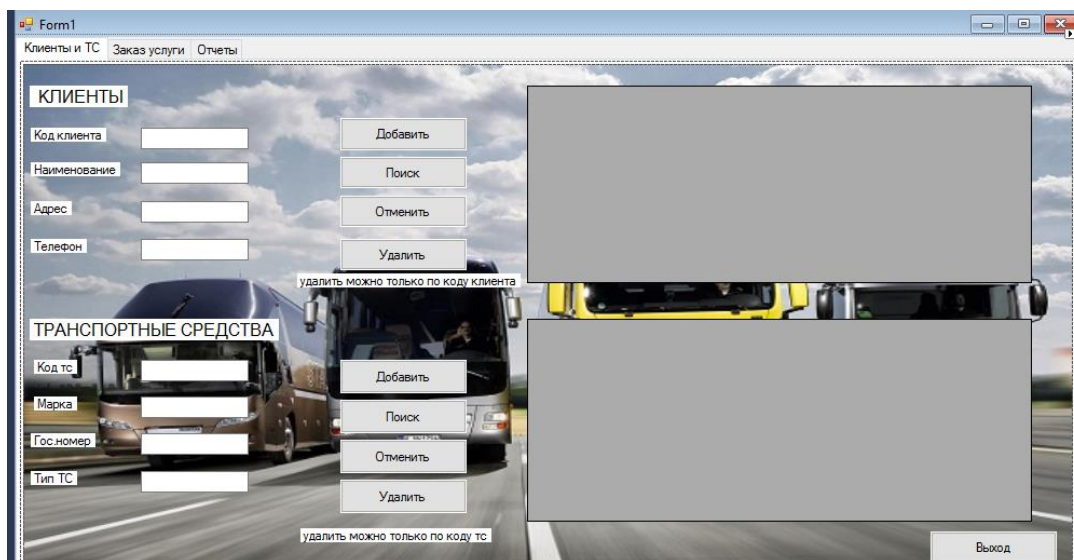 Form1
Клиенты и ТС Заказ услуги Отчеты
КЛИЕНТЫ
Код клиента
Добавить
Наименование
Поиск
Адрес
Отменить
Телефон
Удалить
удалить можно только по коду клиента
ТРАНСПОРТНЫЕ СРЕДСТВА
Код тс
Добавить
Марка
Поиск
Гос.номер
Отменить
Тип ТС
Удалить
удалить можно только по коду тс
Выход